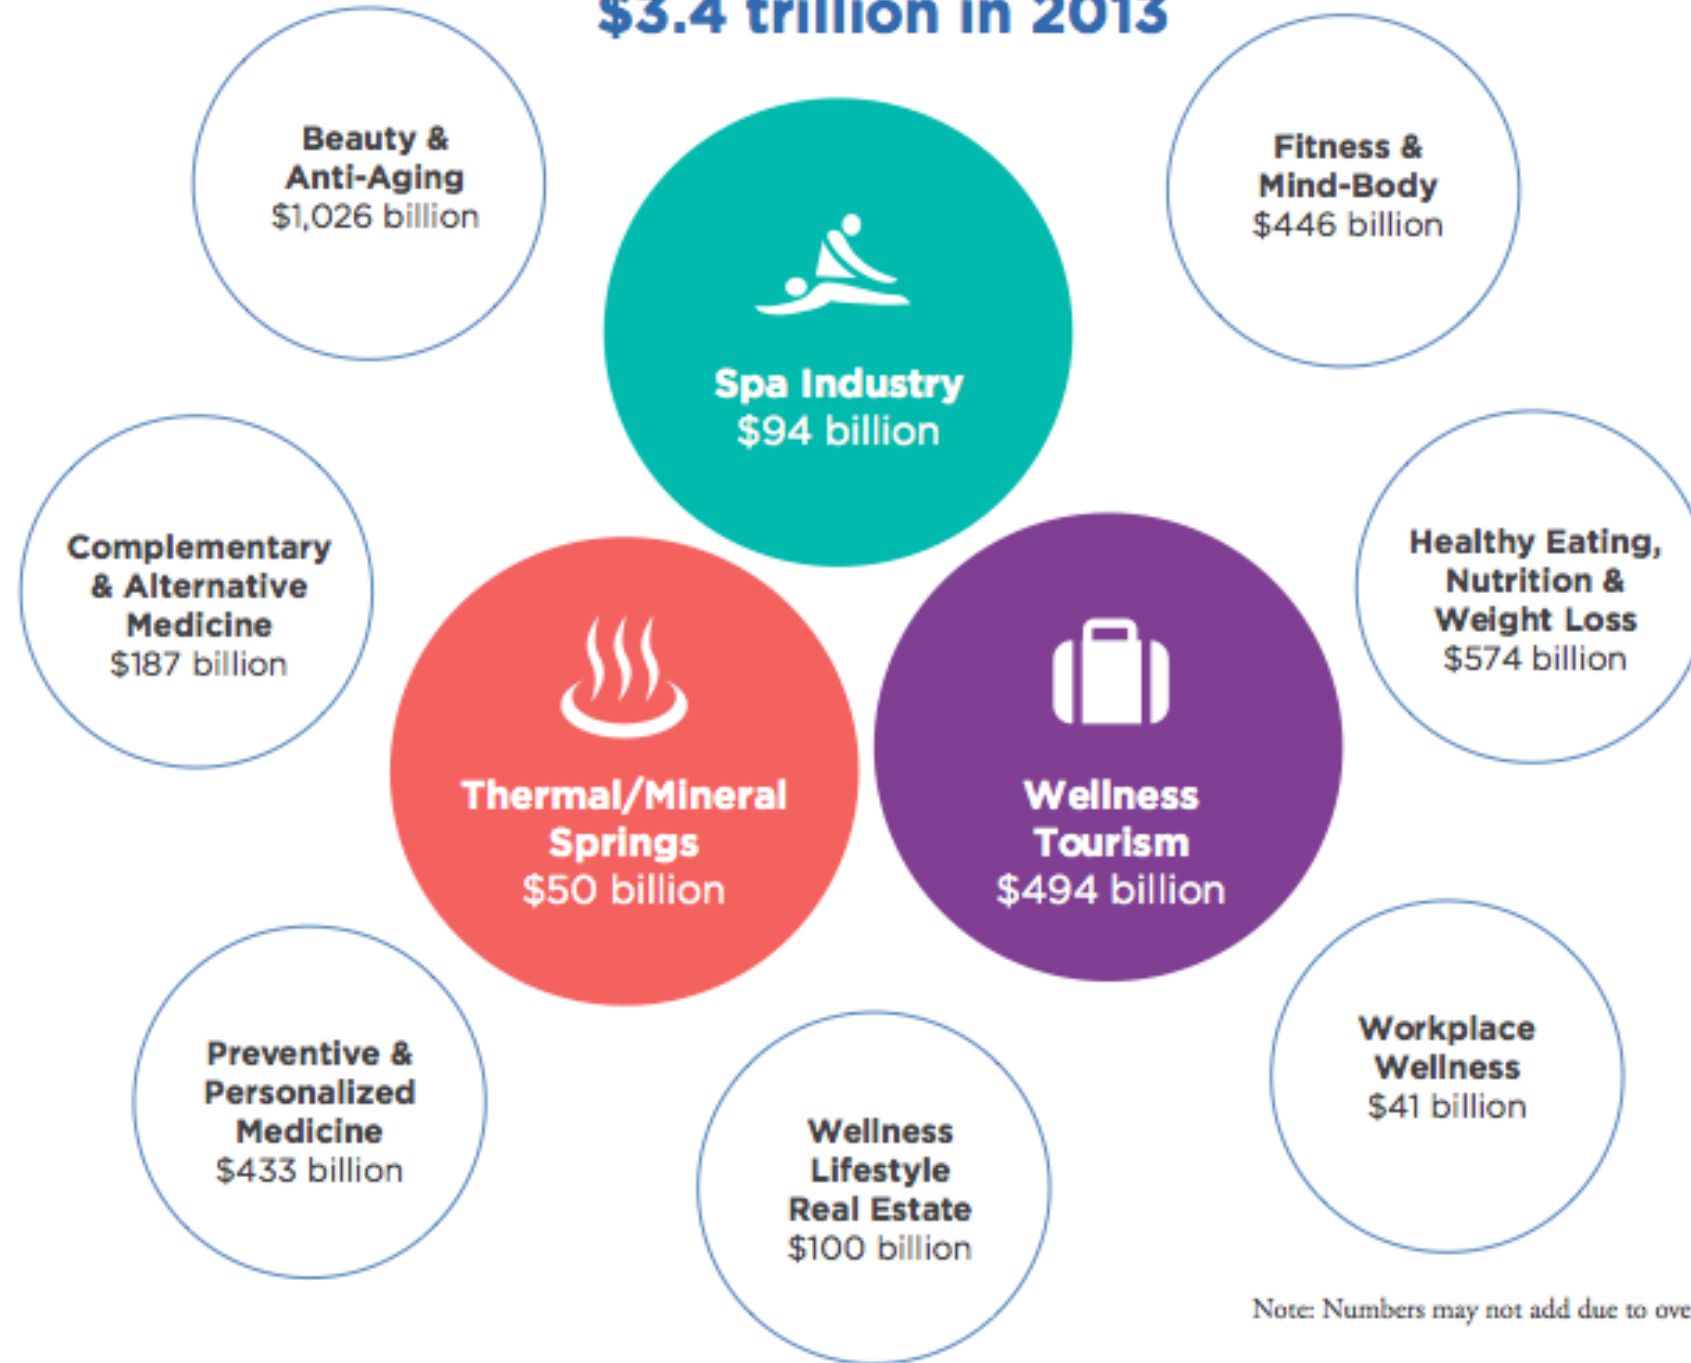 $3.4 trillion in 2013
Beauty &
Anti-Aging
$1,026 billion
Fitness &
Mind-Body
$446 billion
Spa Industry
$94 billion
Complementary
& Alternative
Medicine
$187 billion
Healthy Eating,
Nutrition &
Weight Loss
$574 billion
Thermal/Mineral
Springs
$50 billion
Wellness
Tourism
$494 billion
Preventive &
Personalized
Medicine
$433 billion
Wellness
Lifestyle
Real Estate
$100 billion
Workplace
Wellness
$41 billion
Note: Numbers may not add due to